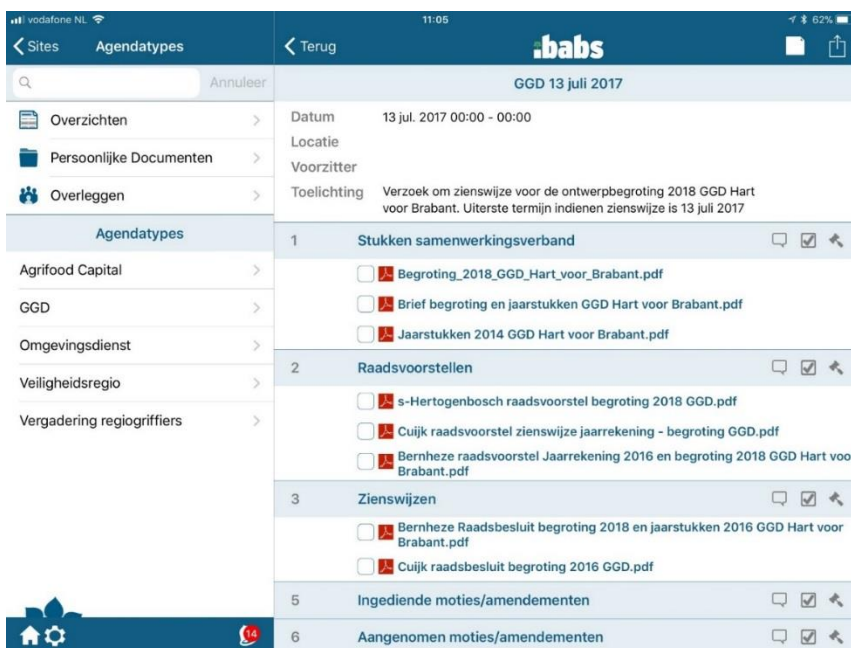 vodafone NL
11:05
62%
Sites
Agendatypes
Terug
:babs
Annuleer
GGD 13 juli 2017
Overzichten
Persoonlijke Documenten
Overleggen
Agendatypes
Agrifood Capital
GGD
Omgevingsdienst
Veiligheidsregio
Vergadering regiogriffiers
14
Datum 13 jul. 2017 00:00 - 00:00
Locatie
Voorzitter
Toelichting Verzoek om zienswijze voor de ontwerpbegroting 2018 GGD Hart
voor Brabant. Uiterste termijn indienen zienswijze is 13 juli 2017
1 Stukken samenwerkingsverband
Begroting_2018_GGD_Hart_voor_Brabant.pdf
Brief begroting en jaarstukken GGD Hart voor Brabant.pdf
Jaarstukken 2014 GGD Hart voor Brabant.pdf
2 Raadsvoorstellen
s-Hertogenbosch raadsvoorstel begroting 2018 GGD.pdf
Cuijk raadsvoorstel zienswijze jaarrekening - begroting GGD.pdf
Bernheze raadsvoorstel Jaarrekening 2016 en begroting 2018 GGD Hart voo
Brabant.pdf
3 Zienswijzen
Bernheze Raadsbesluit begroting 2018 en jaarstukken 2016 GGD Hart voor
Brabant.pdf
Cuijk raadsbesluit begroting 2016 GGD.pdf
5 Ingediende moties/amendementen
6 Aangenomen moties/amendementen